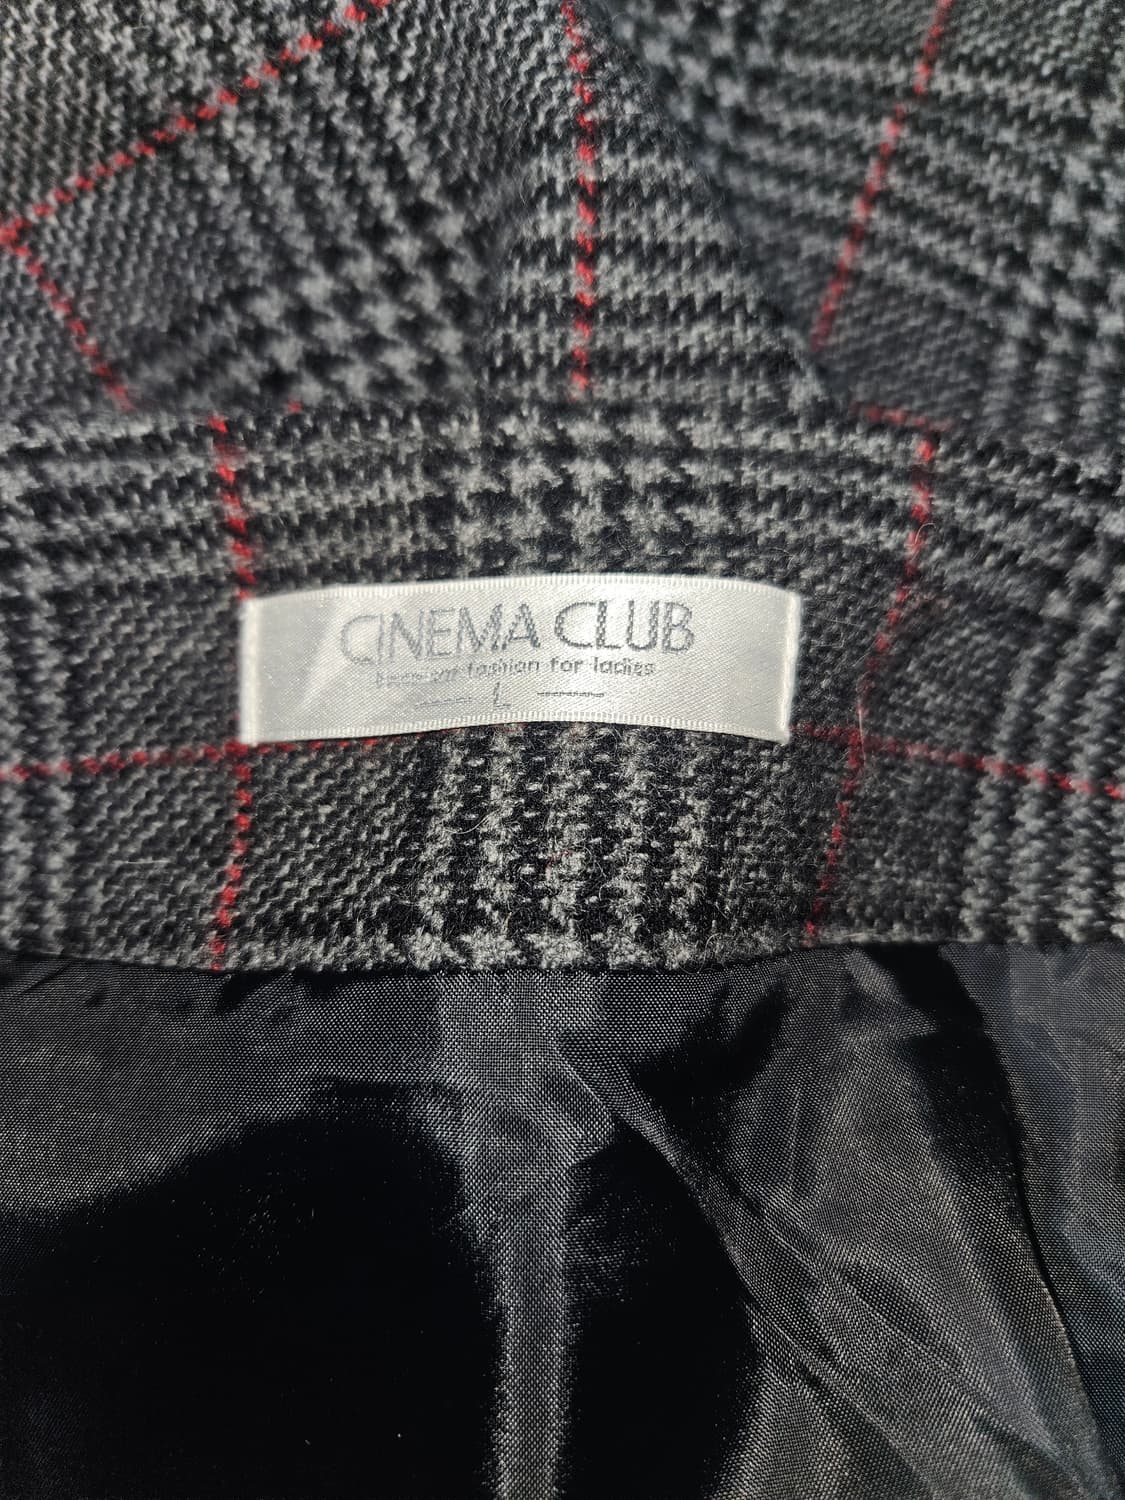 CINEMA CLUB
fashion for ladies
L